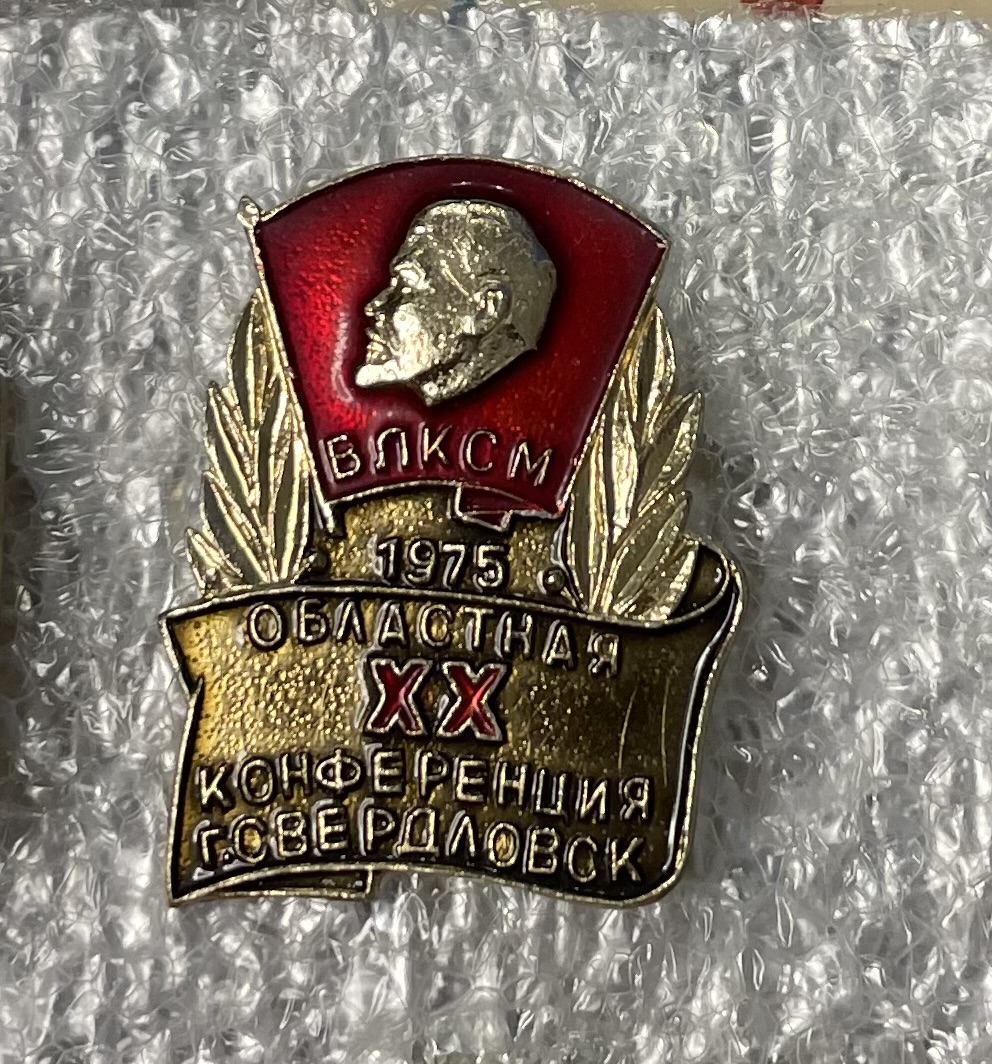 ВЛКСМ
1975
ОБЛАСТНАЯ
XX
КОНФЕРЕНЦИЯ
Г.СВЕРДЛОВСК